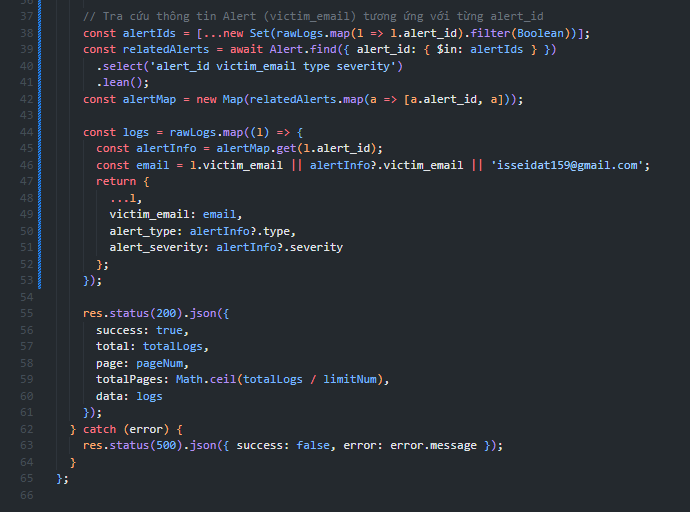 37 // Tra cứu thông tin Alert (victim_email) tương ứng với từng alert_id
38 const alertIds = [...new Set(rawLogs.map(l => l.alert_id).filter(Boolean))];
39 const relatedAlerts = await Alert.find({ alert_id: { $in: alertIds } })
40 .select('alert_id victim_email type severity')
41 .lean();
42 const alertMap = new Map(relatedAlerts.map(a => [a.alert_id, a]));
43
44 const logs = rawLogs.map((l) => {
45 const alertInfo = alertMap.get(l.alert_id);
46 const email = l.victim_email || alertInfo?.victim_email || 'isseidat159@gmail.com';
47 return {
48 ...l,
49 victim_email: email,
50 alert_type: alertInfo?.type,
51 alert_severity: alertInfo?.severity
52 };
53 });
54
55 res.status(200).json({
56 success: true,
57 total: totalLogs,
58 page: pageNum,
59 totalPages: Math.ceil(totalLogs / limitNum),
60 data: logs
61 });
62 } catch (error) {
63 res.status(500).json({ success: false, error: error.message });
64 }
65 };
66